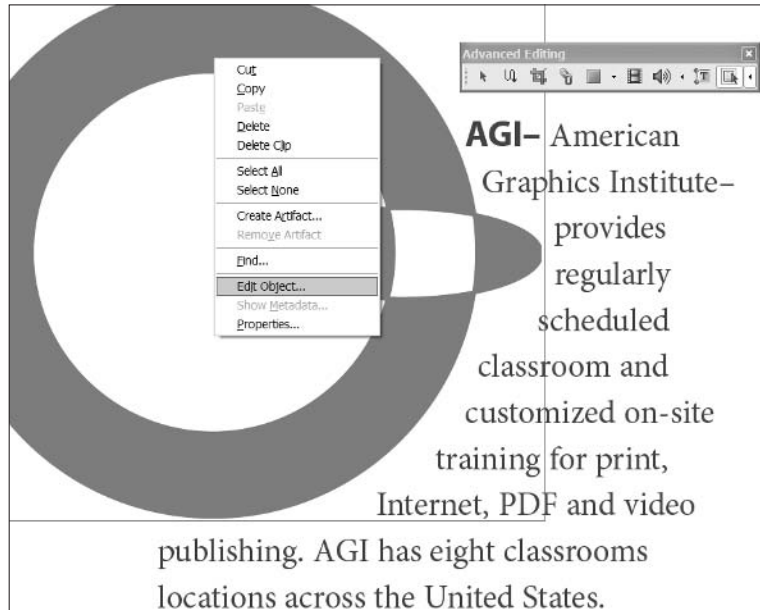 Advanced Editing
Cut
Copy
Paste
Delete
Delete Clip
Select All
Select None
Create Artifact...
Remove Artifact
Find...
Edit Object...
Show Metadata...
Properties...
AGI– American
Graphics Institute–
provides
regularly
scheduled
classroom and
customized on-site
training for print,
Internet, PDF and video
publishing. AGI has eight classrooms
locations across the United States.